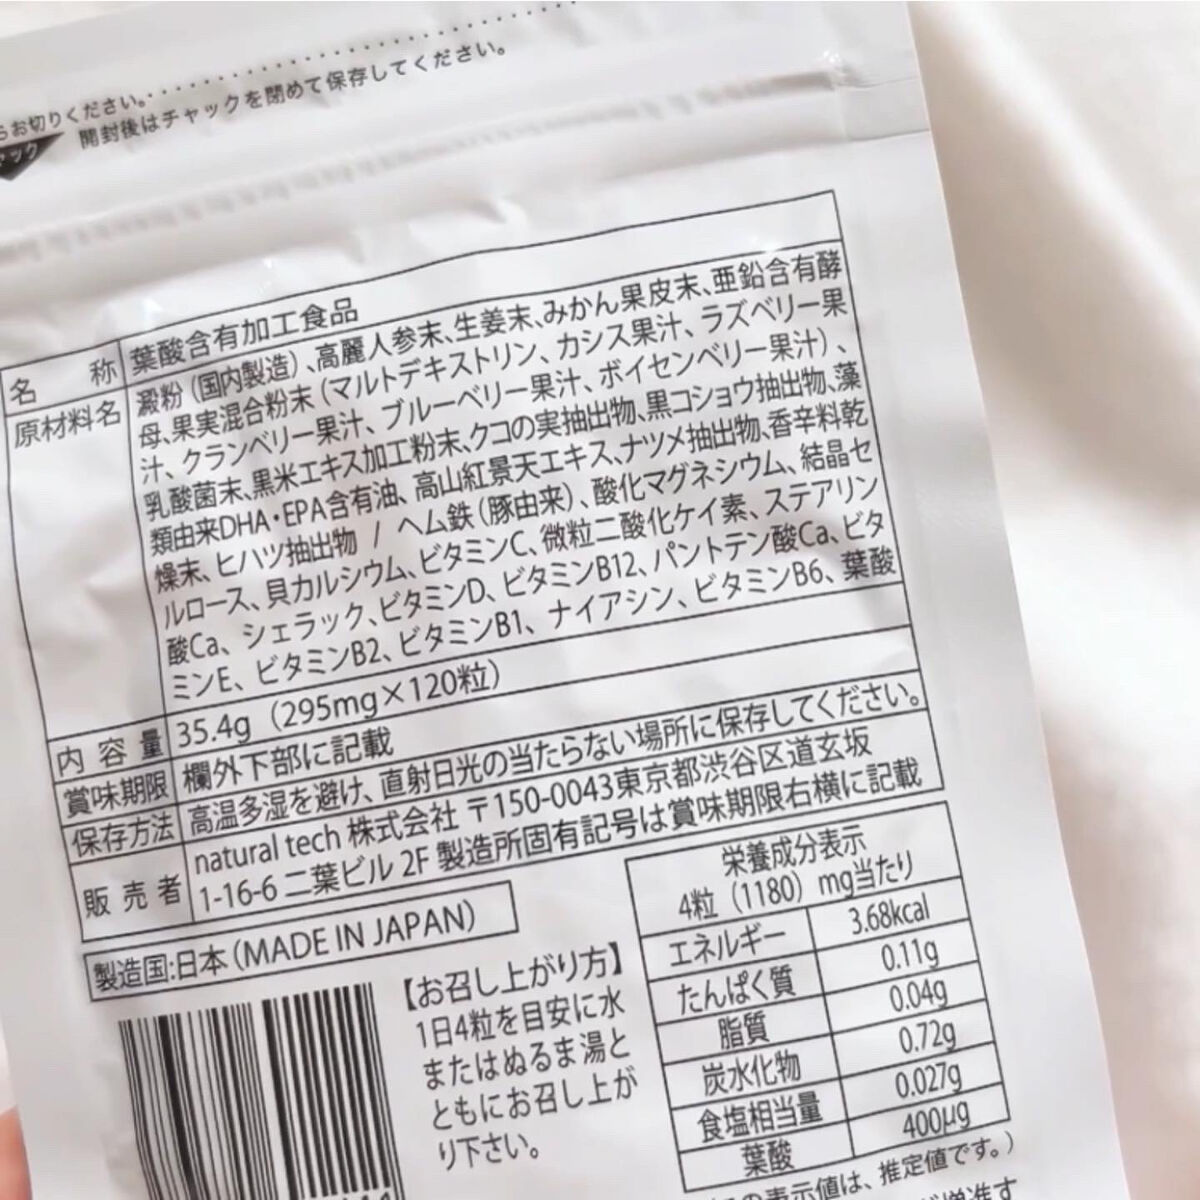 らお切りください。
アック
開封後はチャックを閉めて保存してください。
名　称 葉酸含有加工食品
原材料名 澱粉（国内製造）、高麗人参末、生姜末、みかん果皮末、亜鉛含有酵
母、果実混合粉末（マルトデキストリン、カシス果汁、ラズベリー果
汁、クランベリー果汁、ブルーベリー果汁、ボイセンベリー果汁）、
乳酸菌末、黒米エキス加工粉末、クコの実抽出物、黒コショウ抽出物、藻
類由来DHA・EPA含有油、高山紅景天エキス、ナツメ抽出物、香辛料乾
燥末、ヒハツ抽出物 / ヘム鉄（豚由来）、酸化マグネシウム、結晶セ
ルロース、貝カルシウム、ビタミンC、微粒二酸化ケイ素、ステアリン
酸Ca、シェラック、ビタミンD、ビタミンB12、パントテン酸Ca、ビタ
ミンE、ビタミンB2、ビタミンB1、ナイアシン、ビタミンB6、葉酸
内容量 35.4g（295mg×120粒）
賞味期限 欄外下部に記載
保存方法 高温多湿を避け、直射日光の当たらない場所に保存してください。
販売者 natural tech 株式会社 〒150-0043東京都渋谷区道玄坂
1-16-6 二葉ビル 2F 製造所固有記号は賞味期限右横に記載
製造国:日本（MADE IN JAPAN）
【お召し上がり方】
1日4粒を目安に水
またはぬるま湯と
ともにお召し上が
り下さい。
栄養成分表示
4粒（1180）mg当たり
エネルギー 3.68kcal
たんぱく質 0.11g
脂質 0.04g
炭水化物 0.72g
食塩相当量 0.027g
葉酸 400μg
の表示値は、推定値です。）
増進す